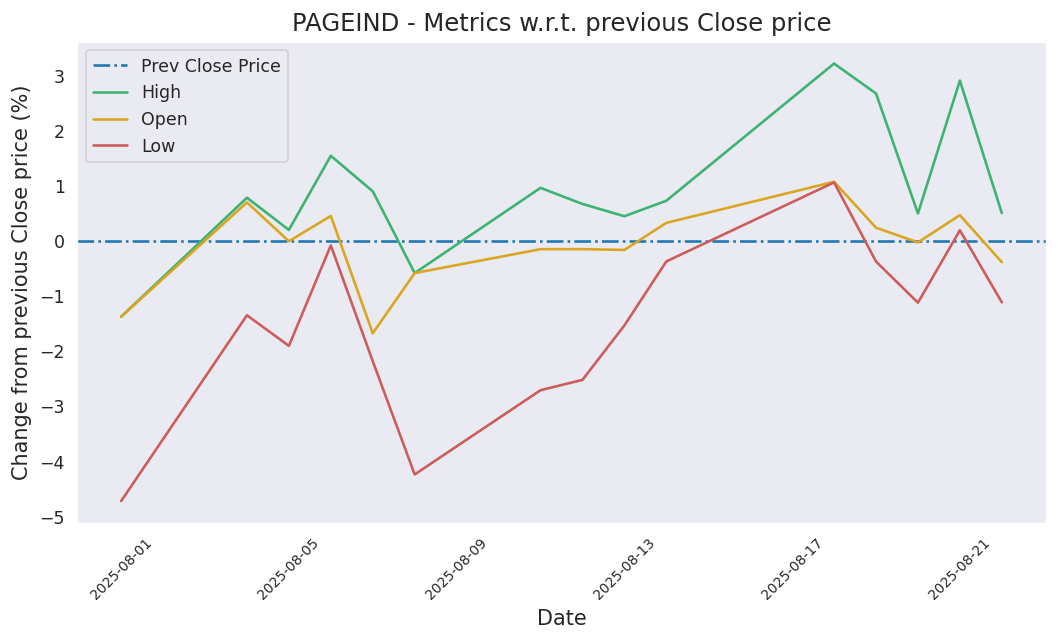 PAGEIND - Metrics w.r.t. previous Close price
Change from previous Close price (%)
Prev Close Price
High
Open
Low
3
2
1
0
−1
−2
−3
−4
−5
2025-08-01
2025-08-05
2025-08-09
2025-08-13
2025-08-17
2025-08-21
Date